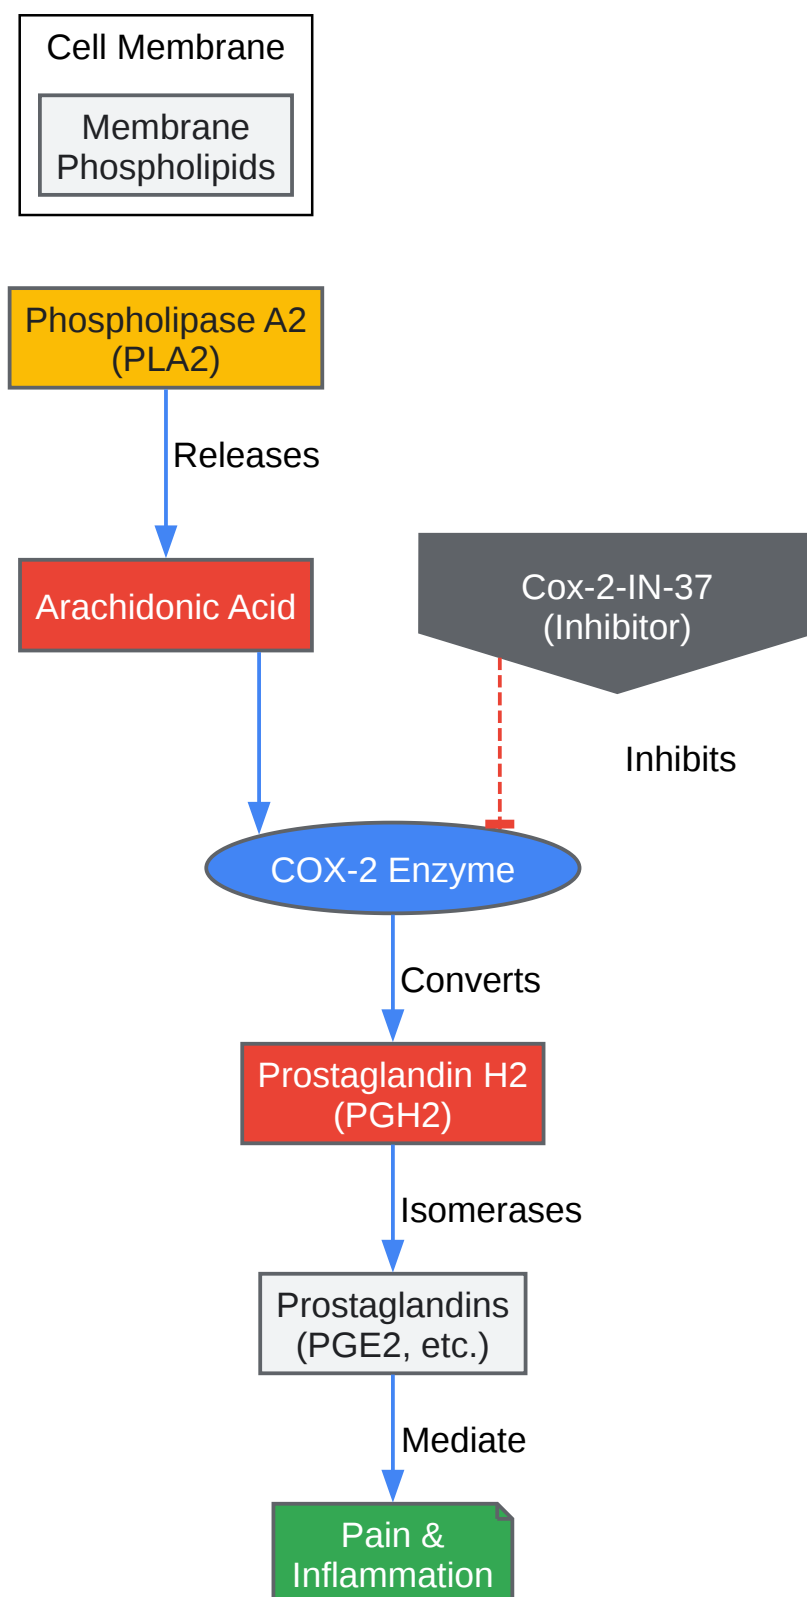 Cell Membrane
Membrane
Phospholipids
Phospholipase A2
(PLA2)
Releases
Arachidonic Acid
Cox-2-IN-37
(Inhibitor)
Inhibits
COX-2 Enzyme
Converts
Prostaglandin H2
(PGH2)
Isomerases
Prostaglandins
(PGE2, etc.)
Mediate
Pain &
Inflammation